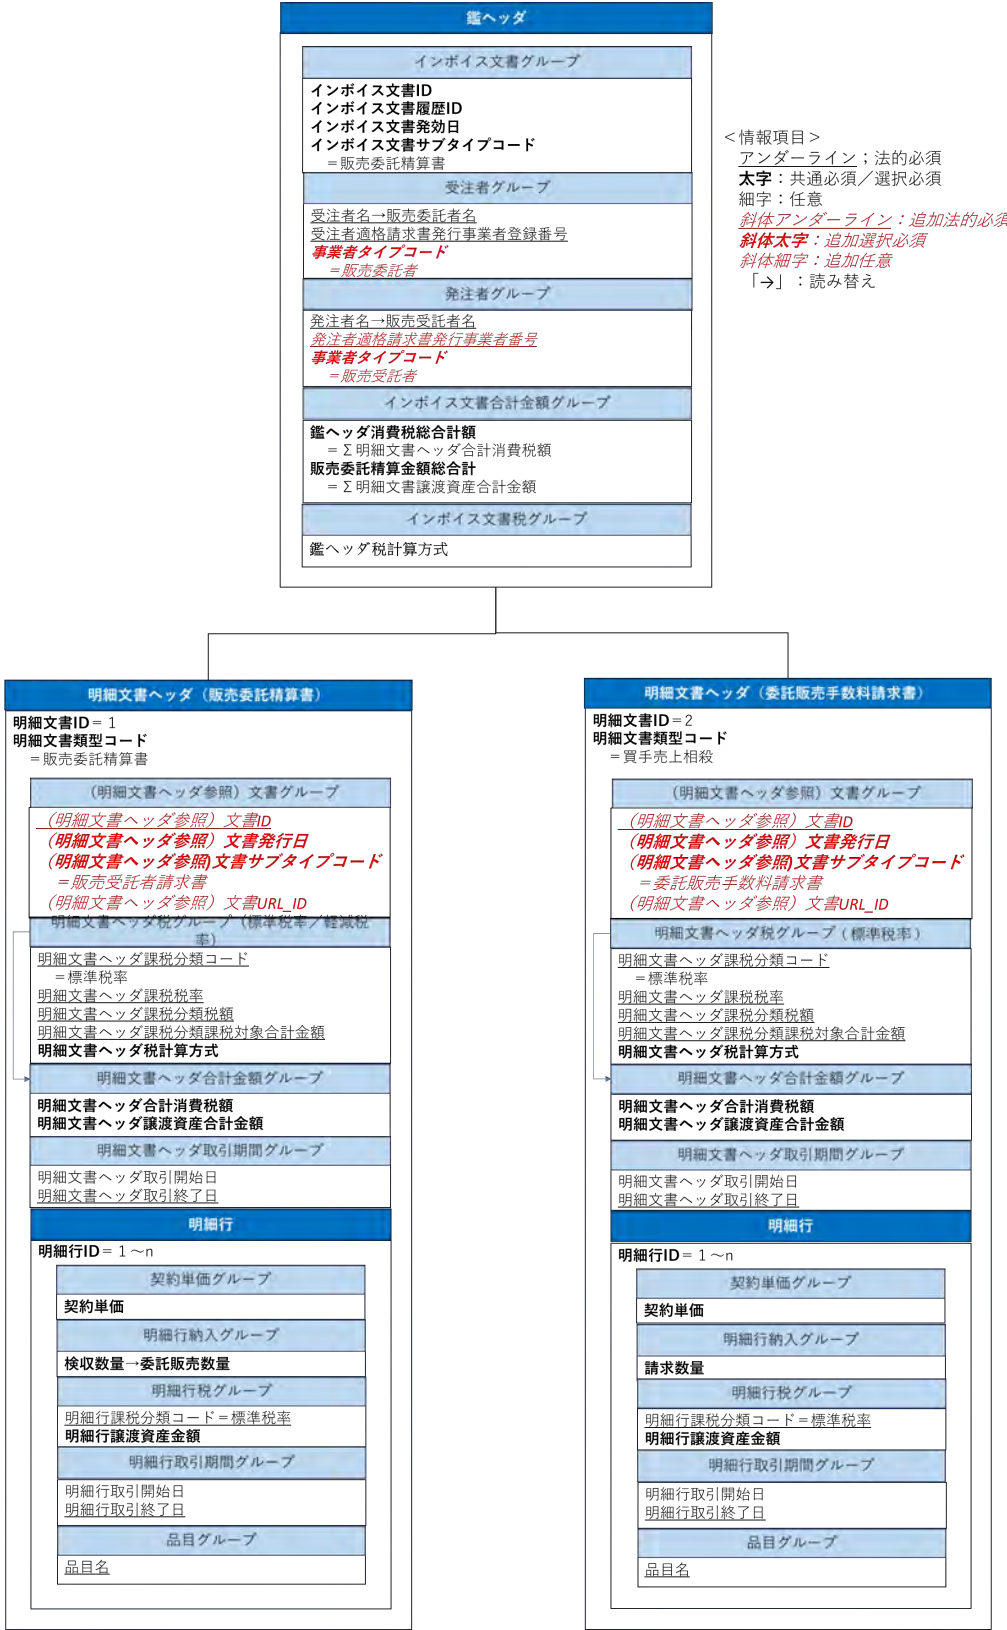 鑑ヘッダ
インボイス文書グループ
インボイス文書ID
インボイス文書履歴ID
インボイス文書発効日
インボイス文書サブタイプコード
＝販売委託精算書
受注者グループ
受注者名→販売委託者名
受注者適格請求書発行事業者登録番号
事業者タイプコード
＝販売委託者
発注者グループ
発注者名→販売受託者名
発注者適格請求書発行事業者番号
事業者タイプコード
＝販売受託者
インボイス文書合計金額グループ
鑑ヘッダ消費税総合計額
＝Σ明細文書ヘッダ合計消費税額
販売委託精算金額総合計
＝Σ明細文書譲渡資産合計金額
インボイス文書税グループ
鑑ヘッダ税計算方式
＜情報項目＞
アンダーライン；法的必須
太字：共通必須／選択必須
細字：任意
斜体アンダーライン：追加法的必須
斜体太字：追加選択必須
斜体細字：追加任意
「→」：読み替え
明細文書ヘッダ（販売委託精算書）
明細文書ID＝ 1
明細文書類型コード
＝販売委託精算書
（明細文書ヘッダ参照）文書グループ
（明細文書ヘッダ参照）文書ID
（明細文書ヘッダ参照）文書発行日
（明細文書ヘッダ参照)文書サブタイプコード
＝販売受託者請求書
（明細文書ヘッダ参照）文書URL_ID
明細文書ヘッダ税グループ（標準税率／軽減税
率）
明細文書ヘッダ課税分類コード
＝標準税率
明細文書ヘッダ課税税率
明細文書ヘッダ課税分類税額
明細文書ヘッダ課税分類課税対象合計金額
明細文書ヘッダ税計算方式
明細文書ヘッダ合計金額グループ
明細文書ヘッダ合計消費税額
明細文書ヘッダ譲渡資産合計金額
明細文書ヘッダ取引期間グループ
明細文書ヘッダ取引開始日
明細文書ヘッダ取引終了日
明細行
明細行ID＝ 1 ～n
契約単価グループ
契約単価
明細行納入グループ
検収数量→委託販売数量
明細行税グループ
明細行課税分類コード＝標準税率
明細行譲渡資産金額
明細行取引期間グループ
明細行取引開始日
明細行取引終了日
品目グループ
品目名
明細文書ヘッダ（委託販売手数料請求書）
明細文書ID＝2
明細文書類型コード
＝買手売上相殺
（明細文書ヘッダ参照）文書グループ
（明細文書ヘッダ参照）文書ID
（明細文書ヘッダ参照）文書発行日
（明細文書ヘッダ参照)文書サブタイプコード
＝委託販売手数料請求書
（明細文書ヘッダ参照）文書URL_ID
明細文書ヘッダ税グループ（標準税率）
明細文書ヘッダ課税分類コード
＝標準税率
明細文書ヘッダ課税税率
明細文書ヘッダ課税分類税額
明細文書ヘッダ課税分類課税対象合計金額
明細文書ヘッダ税計算方式
明細文書ヘッダ合計金額グループ
明細文書ヘッダ合計消費税額
明細文書ヘッダ譲渡資産合計金額
明細文書ヘッダ取引期間グループ
明細文書ヘッダ取引開始日
明細文書ヘッダ取引終了日
明細行
明細行ID＝ 1 ～n
契約単価グループ
契約単価
明細行納入グループ
請求数量
明細行税グループ
明細行課税分類コード＝標準税率
明細行譲渡資産金額
明細行取引期間グループ
明細行取引開始日
明細行取引終了日
品目グループ
品目名